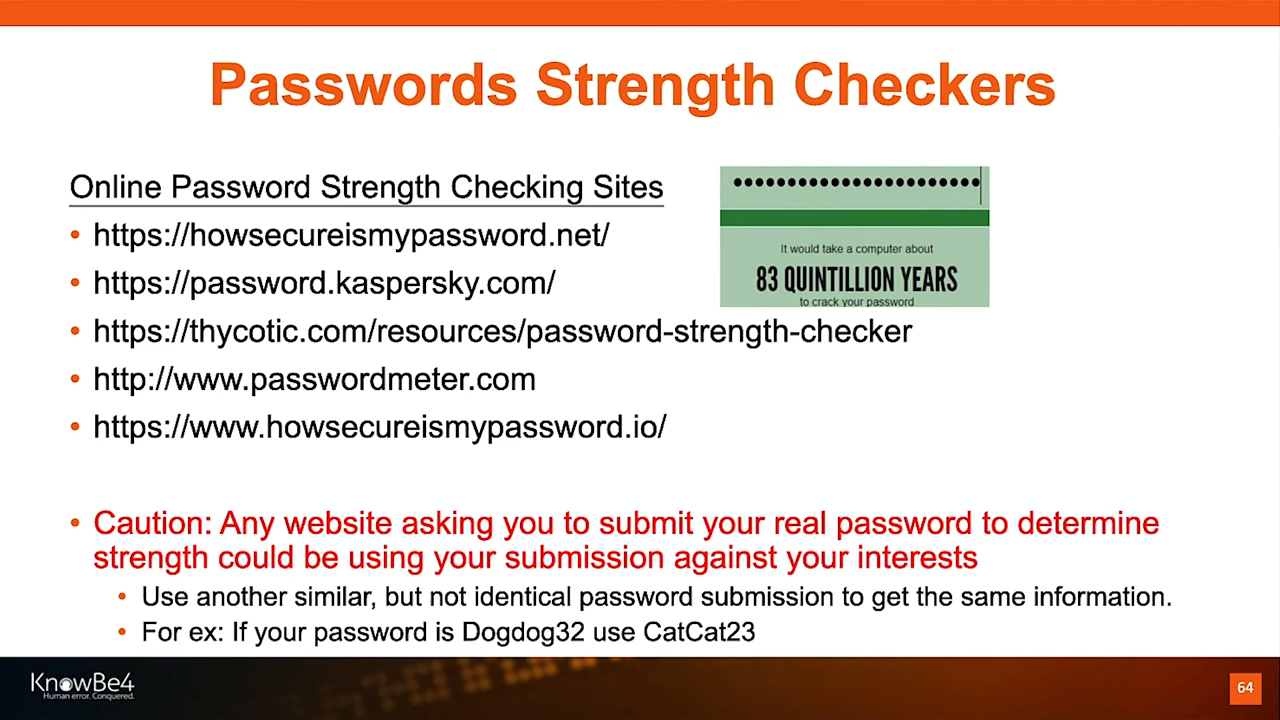 Passwords Strength Checkers
Online Password Strength Checking Sites
• https://howsecureismypassword.net/
• https://password.kaspersky.com/
• https://thycotic.com/resources/password-strength-checker
• http://www.passwordmeter.com
• https://www.howsecureismypassword.io/
It would take a computer about
83 QUINTILLION YEARS
to crack your password
• Caution: Any website asking you to submit your real password to determine
strength could be using your submission against your interests
• Use another similar, but not identical password submission to get the same information.
• For ex: If your password is Dogdog32 use CatCat23
KnowBe4
Human error. Conquered.
64